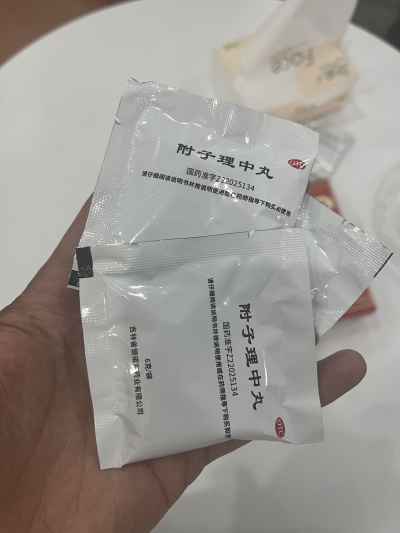 附子理中丸
OTC
国药准字Z22025134
请仔细阅读说明书并按说明使用或在药师指导下购买和使用
附子理中丸
OTC
国药准字Z22025134
请仔细阅读说明书并按说明使用或在药师指导下购买和使
6克/袋
吉林省银诺克药业有限公司
Face